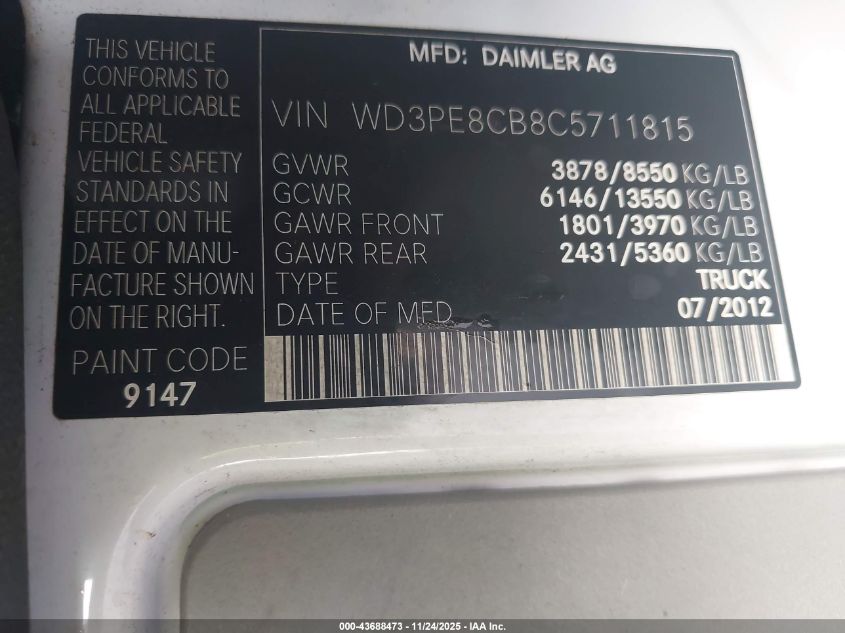 THIS VEHICLE
CONFORMS TO
ALL APPLICABLE
FEDERAL
VEHICLE SAFETY
STANDARDS IN
EFFECT ON THE
DATE OF MANU-
FACTURE SHOWN
ON THE RIGHT.
PAINT CODE
9147
MFD: DAIMLER AG
VIN WD3PE8CB8C5711815
GVWR 3878/8550 KG/LB
GCWR 6146/13550 KG/LB
GAWR FRONT 1801/3970 KG/LB
GAWR REAR 2431/5360 KG/LB
TYPE TRUCK
DATE OF MFD. 07/2012
000-43688473 - 11/24/2025 - IAA Inc.